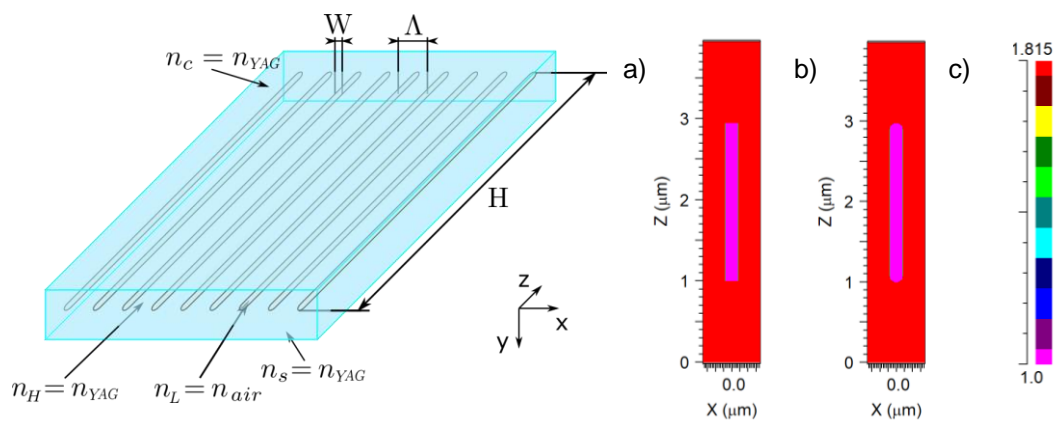 W Λ
n_c = n_YAG
H
z
x
y
n_H = n_YAG
n_L = n_air
n_s = n_YAG
a)
3
2
1
0
Z (μm)
0.0
X (μm)
b)
3
2
1
0
Z (μm)
0.0
X (μm)
c)
1.815
1.0